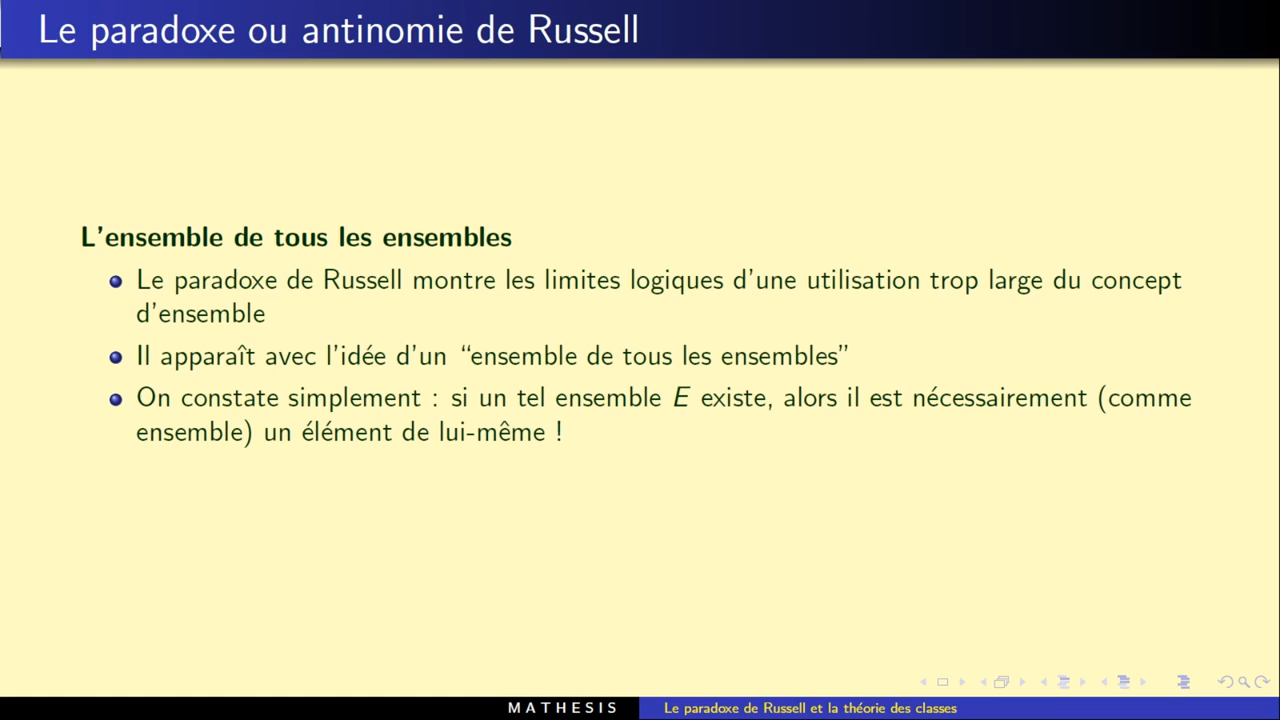 Le paradoxe ou antinomie de Russell
L'ensemble de tous les ensembles
Le paradoxe de Russell montre les limites logiques d'une utilisation trop large du concept
d'ensemble
Il apparaît avec l'idée d'un “ensemble de tous les ensembles”
On constate simplement : si un tel ensemble E existe, alors il est nécessairement (comme
ensemble) un élément de lui-même !
MATHESIS
Le paradoxe de Russell et la théorie des classes